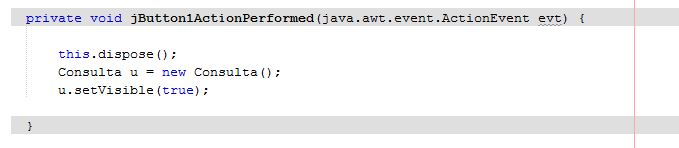 private void jButton1ActionPerformed(java.awt.event.ActionEvent evt) {
this.dispose();
Consulta u = new Consulta();
u.setVisible(true);
}